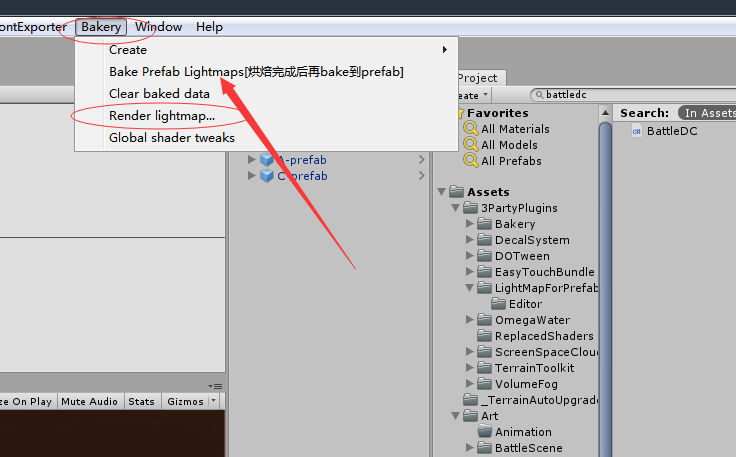 ontExporter Bakery Window Help
Create
Bake Prefab Lightmaps[烘焙完成后再bake到prefab]
Clear baked data
Render lightmap...
Global shader tweaks
A-prefab
C-prefab
Project
eate
battledc
Favorites
All Materials
All Models
All Prefabs
Assets
3PartyPlugins
Bakery
DecalSystem
DOTween
EasyTouchBundle
LightMapForPrefab
Editor
OmegaWater
ReplacedShaders
ScreenSpaceClou
TerrainToolkit
VolumeFog
_TerrainAutoUpgrade
Art
Animation
BattleScene
Search: In Assets
BattleDC
ze On Play Mute Audio Stats Gizmos